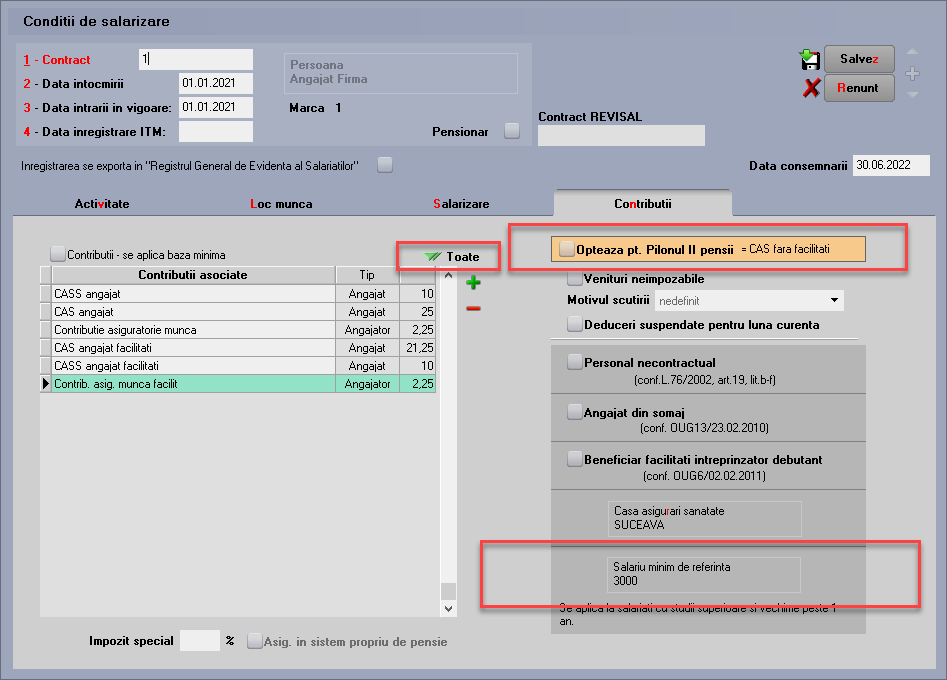 Conditii de salarizare
1 - Contract
1
2 - Data intocmirii
01.01.2021
3 - Data intrarii in vigoare:
01.01.2021
4 - Data inregistrare ITM:
Persoana
Angajat Firma
Marca 1
Pensionar
Contract REVISAL
Salvez
Renunt
Inregistrarea se exporta in "Registrul General de Evidenta al Salariatilor"
Data consemnarii
30.06.2022
Activitate
Loc munca
Salarizare
Contributii
Contributii - se aplica baza minima
Toate
Contributii asociate
Tip
CASS angajat Angajat 10
CAS angajat Angajat 25
Contributie asiguratorie munca Angajator 2,25
CAS angajat facilitati Angajat 21,25
CASS angajat facilitati Angajat 10
Contrib. asig. munca facilit Angajator 2,25
Impozit special
%
Asig. in sistem propriu de pensie
Opteaza pt. Pilonul II pensii = CAS fara facilitati
Venituri neimpozabile
Motivul scutirii nedefinit
Deduceri suspendate pentru luna curenta
Personal necontractual
(conf.L.76/2002, art.19, lit.b-f)
Angajat din somaj
(conf. OUG13/23.02.2010)
Beneficiar facilitati intreprinzator debutant
(conf. OUG6/02.02.2011)
Casa asigurari sanatate
SUCEAVA
Salariu minim de referinta
3000
Se aplica la salariati cu studii superioare si vechime peste 1
an.